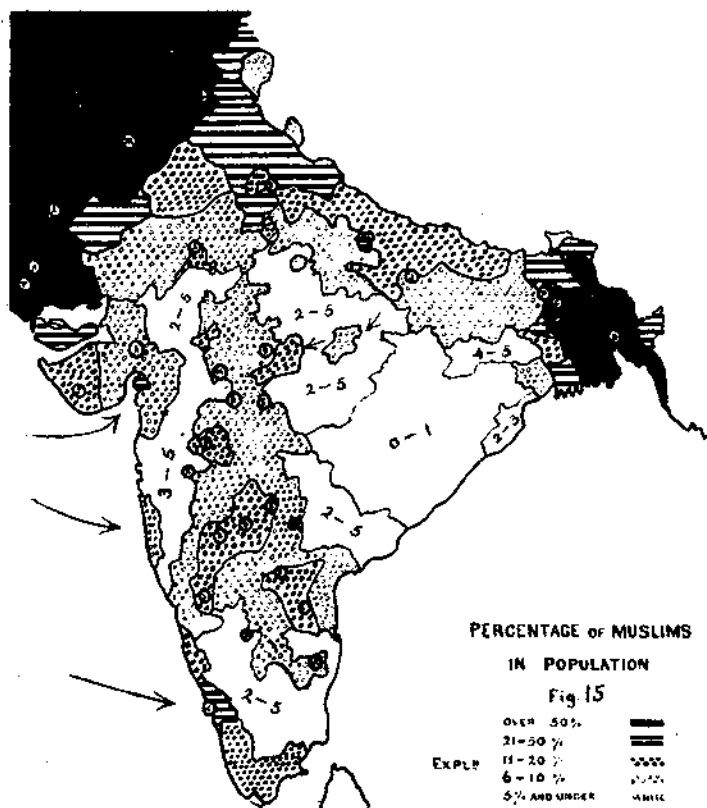 2-5
2-5
4-5
2-5
0-1
2-3
3-5
2-5
2-5
PERCENTAGE OF MUSLIMS
IN POPULATION
Fig. 15
OVER 50%
21-50 %
EXPLN 11-20 %
6-10 %
5% AND UNDER WHITE